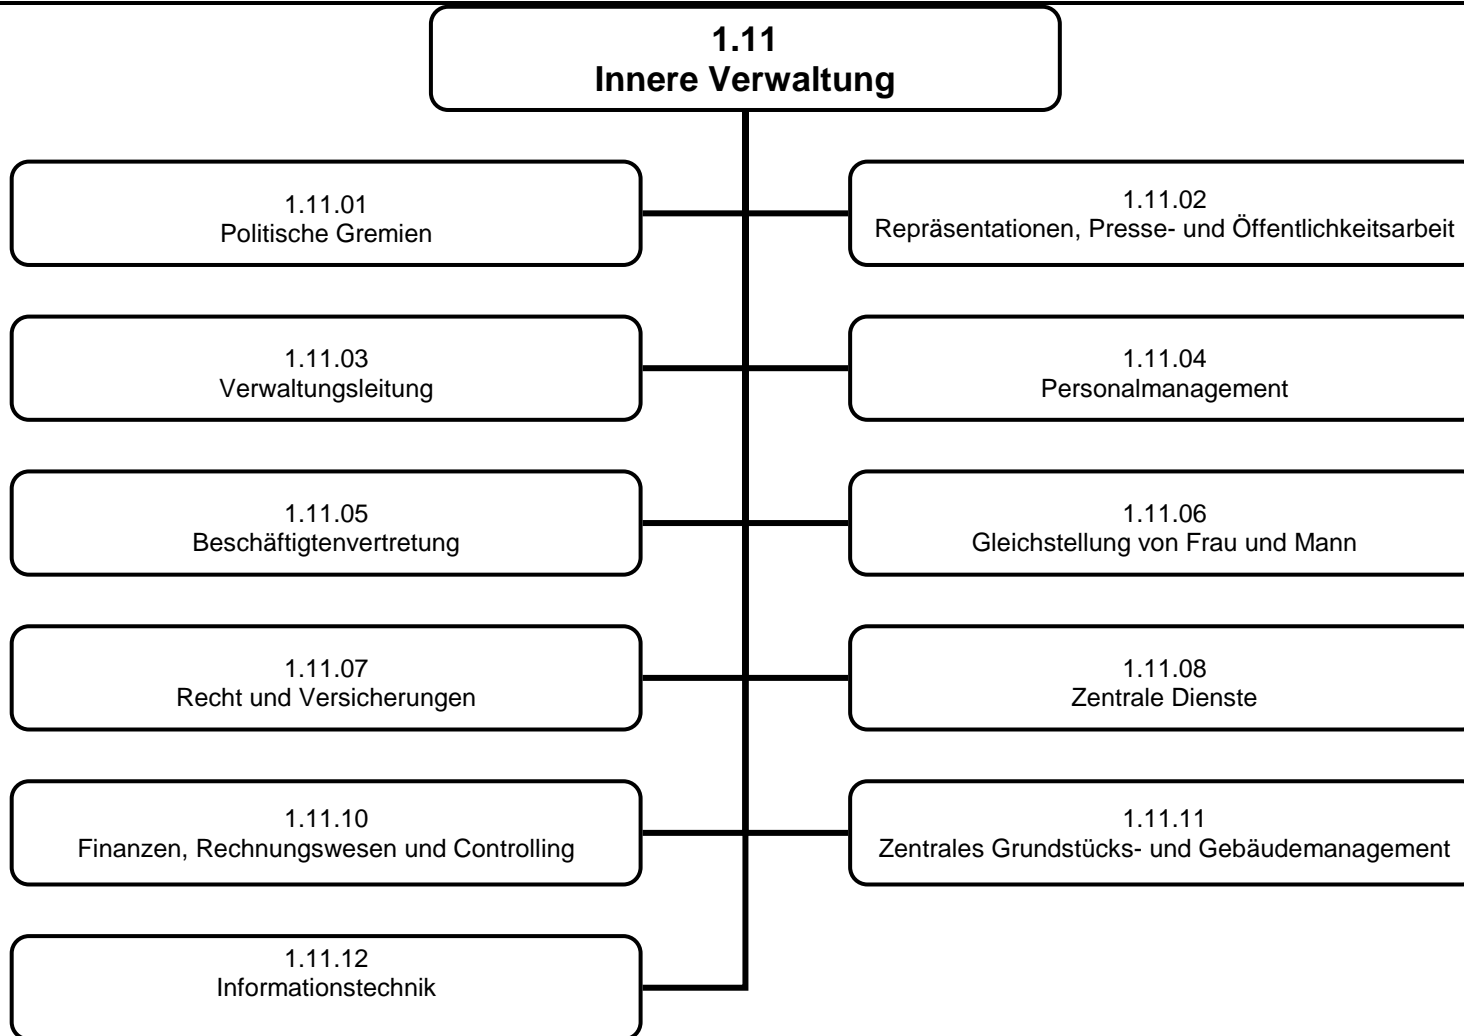 1.11
Innere Verwaltung
1.11.01
Politische Gremien
1.11.02
Repräsentationen, Presse- und Öffentlichkeitsarbeit
1.11.03
Verwaltungsleitung
1.11.04
Personalmanagement
1.11.05
Beschäftigtenvertretung
1.11.06
Gleichstellung von Frau und Mann
1.11.07
Recht und Versicherungen
1.11.08
Zentrale Dienste
1.11.10
Finanzen, Rechnungswesen und Controlling
1.11.11
Zentrales Grundstücks- und Gebäudemanagement
1.11.12
Informationstechnik